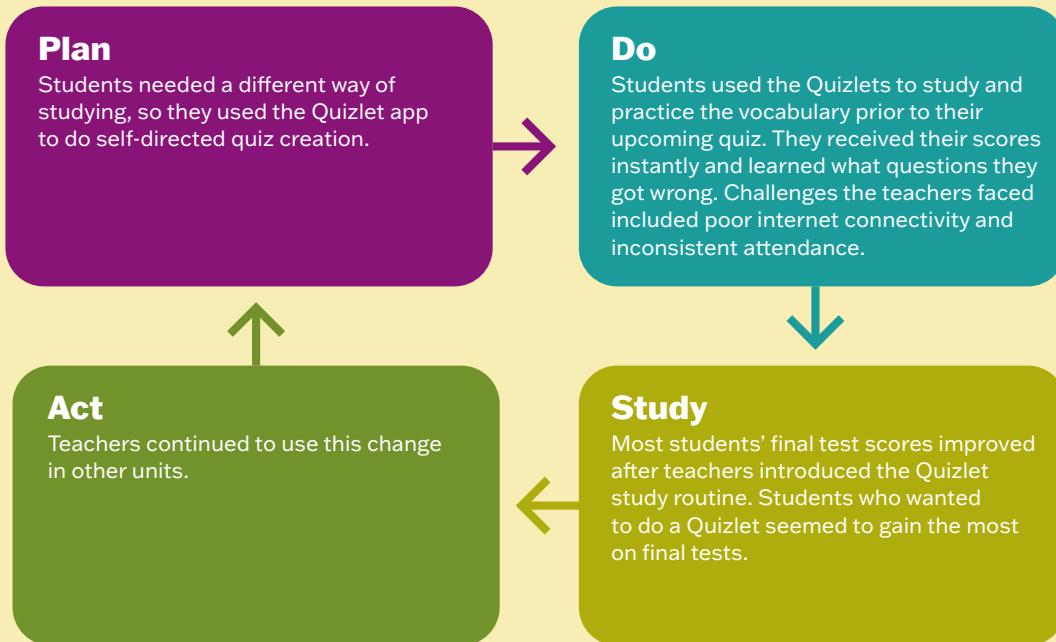 Plan
Students needed a different way of
studying, so they used the Quizlet app
to do self-directed quiz creation.
Do
Students used the Quizlets to study and
practice the vocabulary prior to their
upcoming quiz. They received their scores
instantly and learned what questions they
got wrong. Challenges the teachers faced
included poor internet connectivity and
inconsistent attendance.
Study
Most students’ final test scores improved
after teachers introduced the Quizlet
study routine. Students who wanted
to do a Quizlet seemed to gain the most
on final tests.
Act
Teachers continued to use this change
in other units.